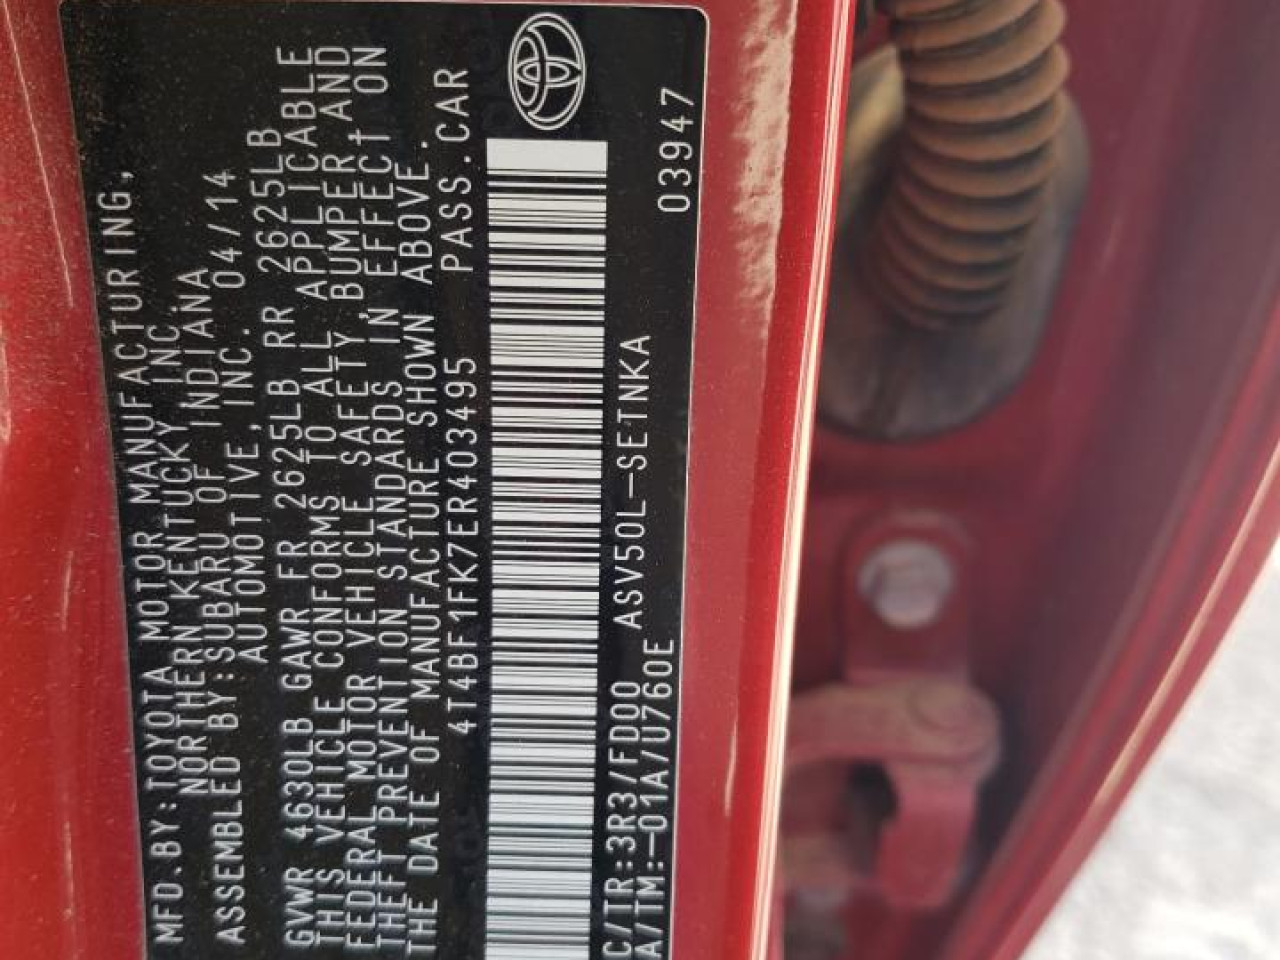 MFD.BY:TOYOTA MOTOR MANUFACTURING,
NORTHERN KENTUCKY INC.
ASSEMBLED BY:SUBARU OF INDIANA
AUTOMOTIVE, INC. 04/14
GVWR 4630LB GAWR FR 2625LB RR 2625LB
THIS VEHICLE CONFORMS TO ALL APPLICABLE
FEDERAL MOTOR VEHICLE SAFETY, BUMPER AND
THEFT PREVENTION STANDARDS IN EFFECT ON
THE DATE OF MANUFACTURE SHOWN ABOVE.
4T4BF1FK7ER403495 PASS.CAR
ASV50L-SETNKA
C/TR:3R3/FD00
A/TM:-01A/U760E
03947